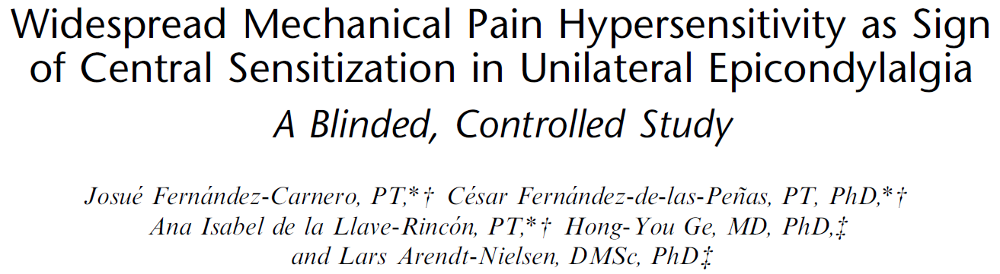 Widespread Mechanical Pain Hypersensitivity as Sign
of Central Sensitization in Unilateral Epicondylalgia
A Blinded, Controlled Study
Josué Fernández-Carnero, PT,*† César Fernández-de-las-Peñas, PT, PhD,*†
Ana Isabel de la Llave-Rincón, PT,*† Hong-You Ge, MD, PhD,‡
and Lars Arendt-Nielsen, DMSc, PhD‡